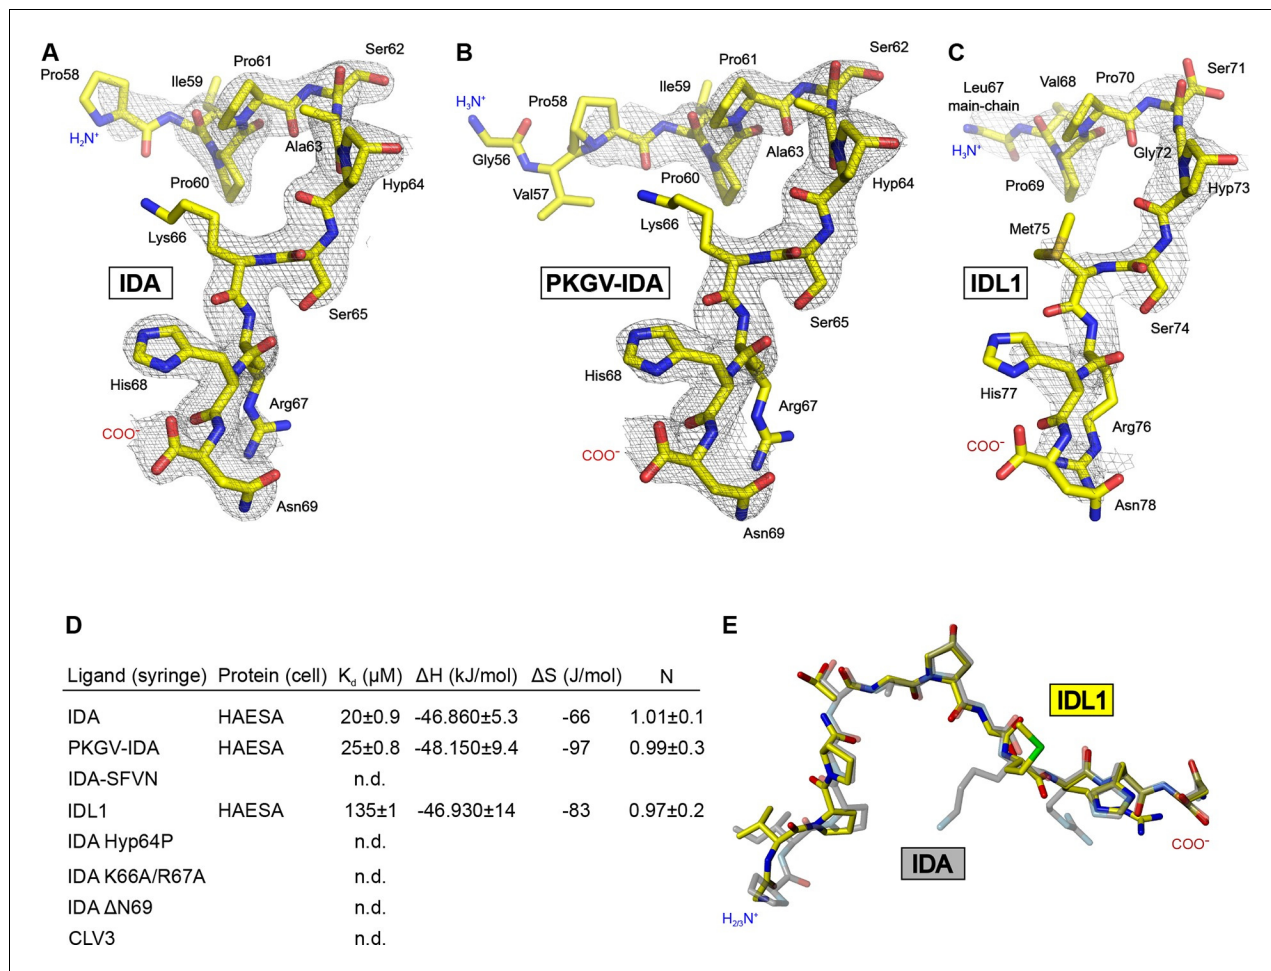 A
Pro58
H₂N⁺
Ile59
Pro61
Ser62
Ala63
Hyp64
Pro60
Lys66
IDA
Ser65
His68
Arg67
COO⁻
Asn69
B
Pro61
Ser62
Ile59
Pro58
H₃N⁺
Gly56
Val57
Pro60
Ala63
Hyp64
Lys66
PKGV-IDA
Ser65
His68
Arg67
COO⁻
Asn69
C
Leu67
main-chain
Val68
Pro70
Ser71
H₃N⁺
Gly72
Pro69
Hyp73
Met75
IDL1
Ser74
His77
Arg76
COO⁻
Asn78
D
Ligand (syringe) Protein (cell) Kd (µM) ΔH (kJ/mol) ΔS (J/mol) N
IDA HAESA 20±0.9 -46.860±5.3 -66 1.01±0.1
PKGV-IDA HAESA 25±0.8 -48.150±9.4 -97 0.99±0.3
IDA-SFVN n.d.
IDL1 HAESA 135±1 -46.930±14 -83 0.97±0.2
IDA Hyp64P n.d.
IDA K66A/R67A n.d.
IDA ΔN69 n.d.
CLV3 n.d.
E
IDL1
IDA
COO⁻
H₂/₃N⁺